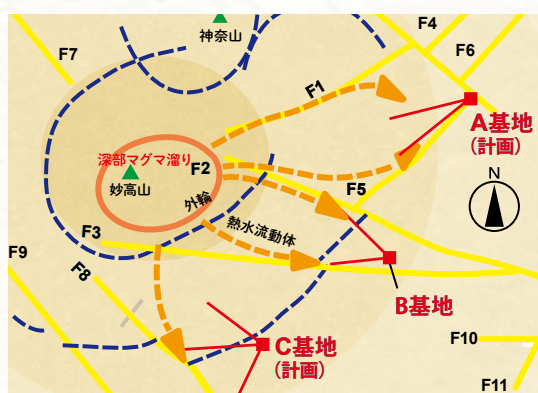 神奈山
F4
F6
F7
F1
A基地
(計画)
深部マグマ溜り
F2
妙高山
外輪
F5
N
F3
熱水流動体
F9
F8
B基地
C基地
(計画)
F10
F11